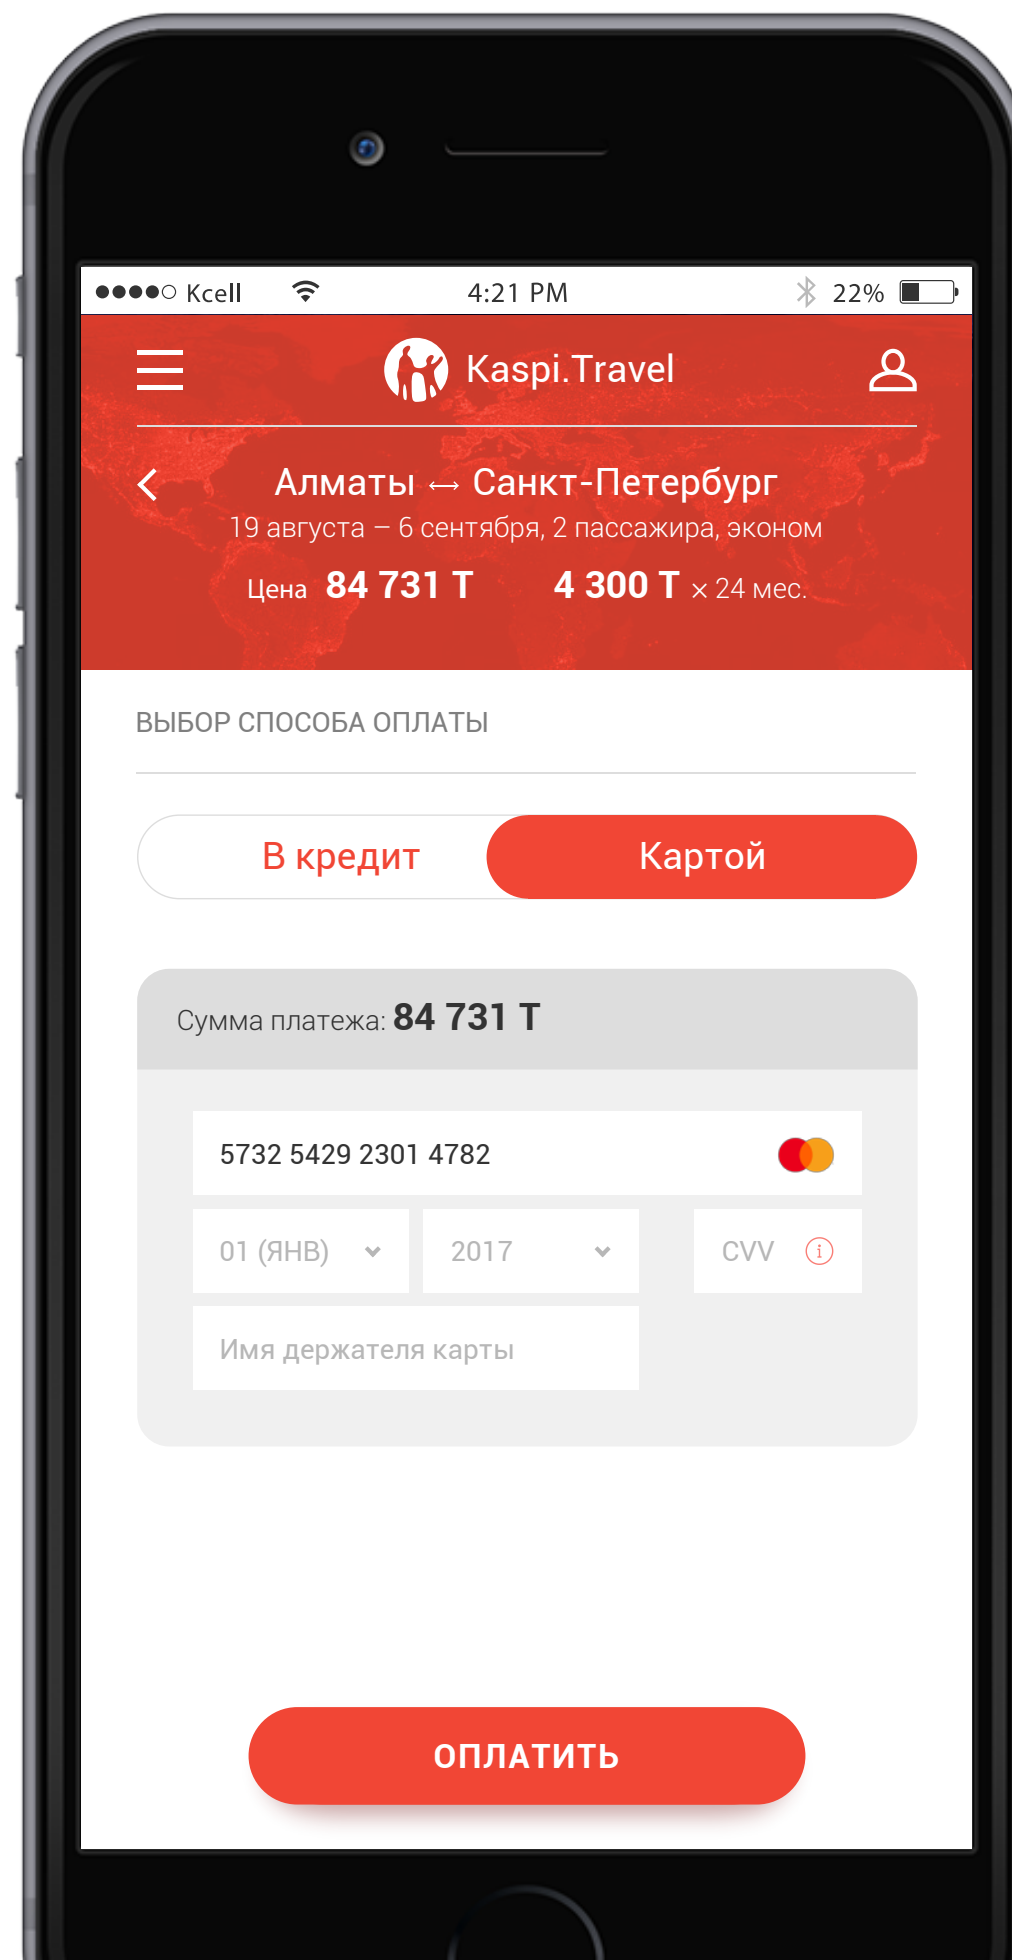 Kcell 4:21 PM 22%
Kaspi.Travel
Алматы ↔ Санкт-Петербург
19 августа – 6 сентября, 2 пассажира, эконом
Цена 84 731 Т 4 300 Т × 24 мес.
ВЫБОР СПОСОБА ОПЛАТЫ
В кредит Картой
Сумма платежа: 84 731 Т
5732 5429 2301 4782
01 (ЯНВ) 2017 CVV i
Имя держателя карты
ОПЛАТИТЬ